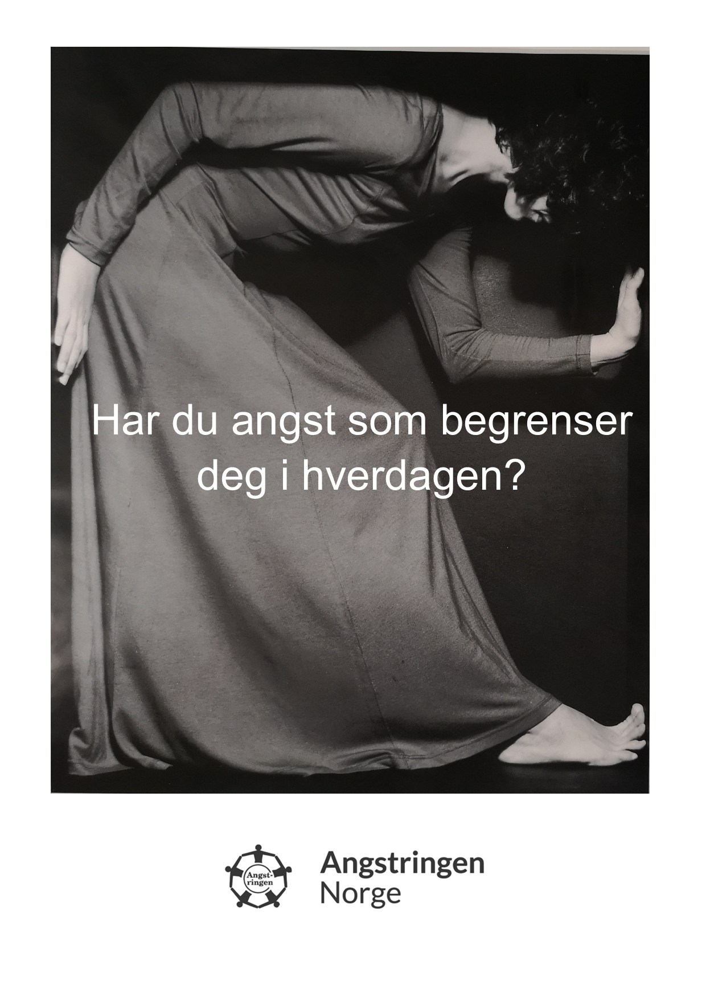 Har du angst som begrenser
deg i hverdagen?
Angst-
ringen
Angstringen
Norge